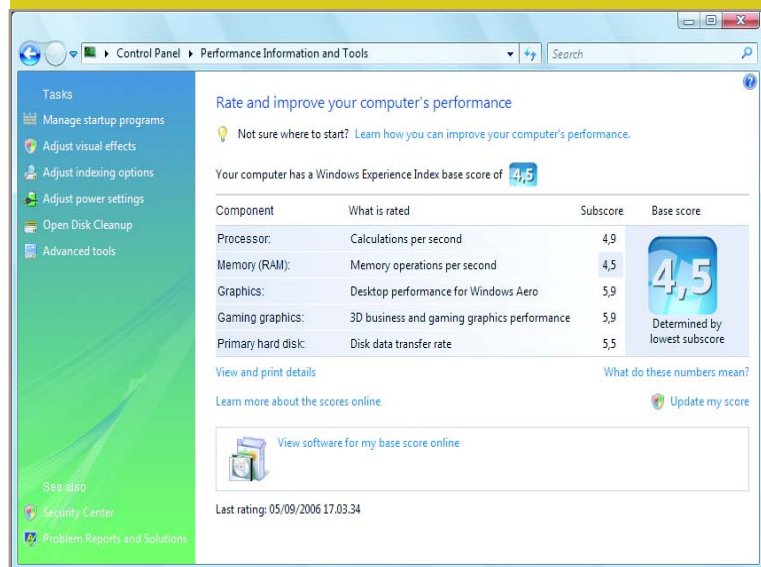 Control Panel ▸ Performance Information and Tools
Search
Tasks
Manage startup programs
Adjust visual effects
Adjust indexing options
Adjust power settings
Open Disk Cleanup
Advanced tools
See also
Security Center
Problem Reports and Solutions
Rate and improve your computer's performance
Not sure where to start? Learn how you can improve your computer's performance.
Your computer has a Windows Experience Index base score of 4,5
Component What is rated Subscore Base score
Processor: Calculations per second 4,9
Memory (RAM): Memory operations per second 4,5
Graphics: Desktop performance for Windows Aero 5,9
Gaming graphics: 3D business and gaming graphics performance 5,9
Primary hard disk: Disk data transfer rate 5,5
4,5
Determined by
lowest subscore
View and print details What do these numbers mean?
Learn more about the scores online Update my score
View software for my base score online
Last rating: 05/09/2006 17.03.34